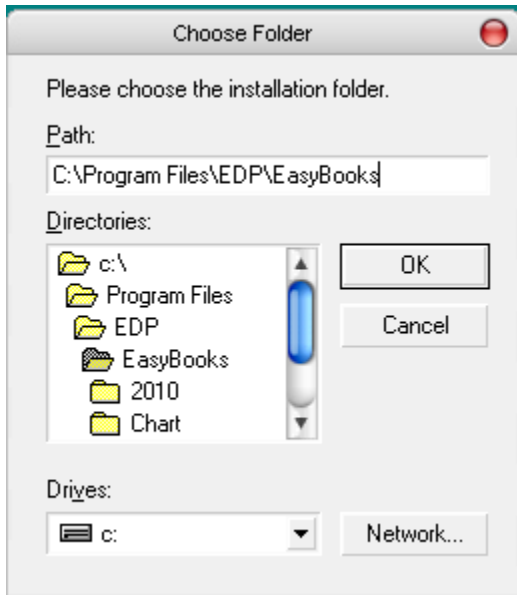 Choose Folder
Please choose the installation folder.
Path:
C:\Program Files\EDP\EasyBooks
Directories:
c:\
OK
Program Files
EDP
Cancel
EasyBooks
2010
Chart
Drives:
c:
Network...